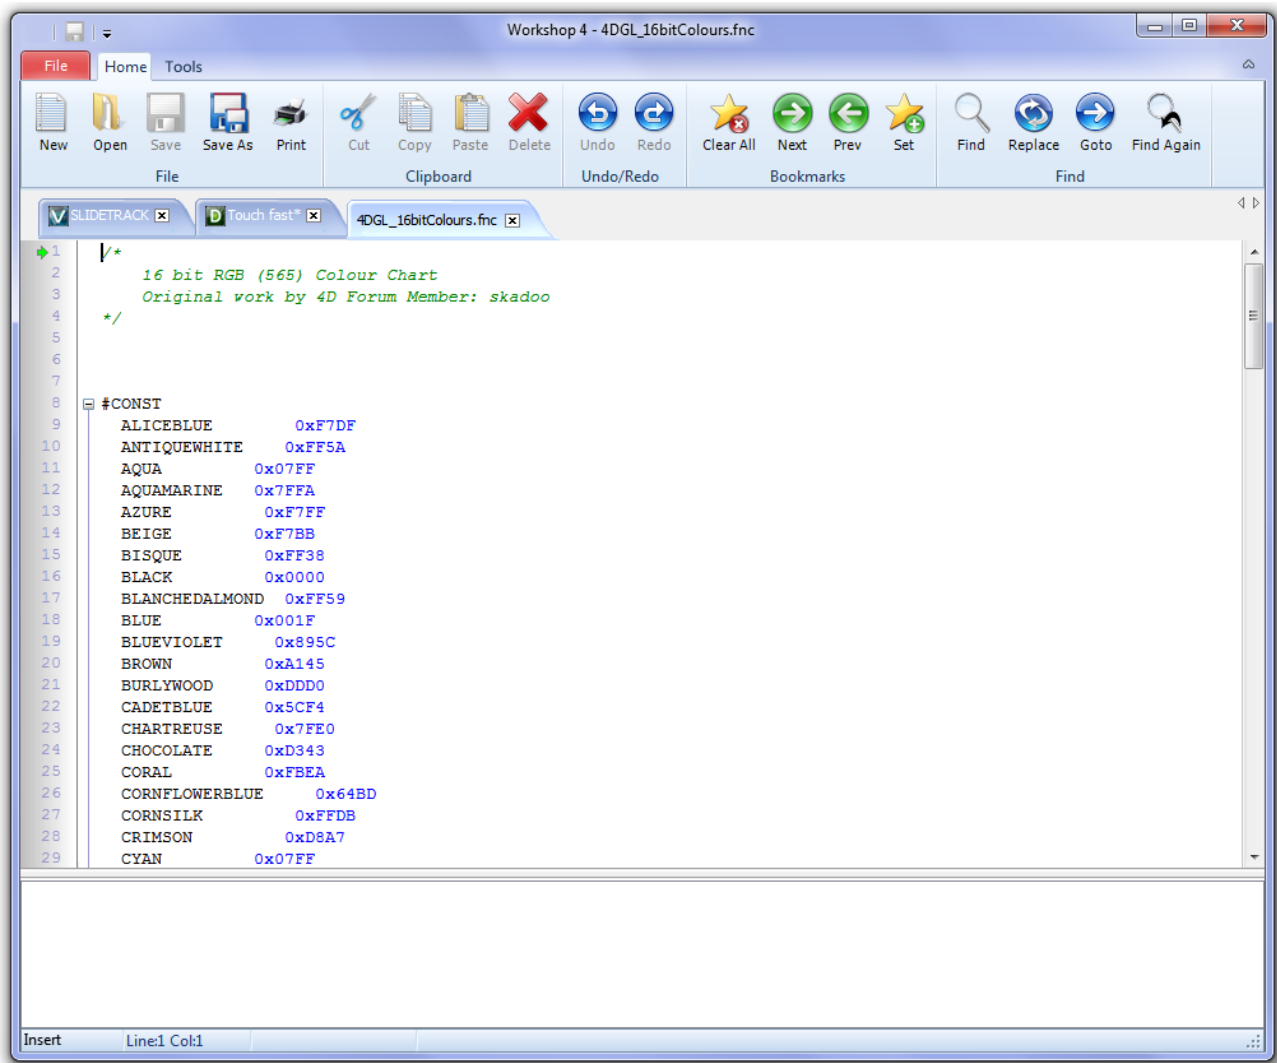 Workshop 4 - 4DGL_16bitColours.fnc
File Home Tools
New Open Save Save As Print Cut Copy Paste Delete Undo Redo Clear All Next Prev Set Find Replace Goto Find Again
File Clipboard Undo/Redo Bookmarks Find
SLIDETRACK Touch fast* 4DGL_16bitColours.fnc
1 /*
2 16 bit RGB (565) Colour Chart
3 Original work by 4D Forum Member: skadoo
4 */
5
6
7
8 #CONST
9 ALICEBLUE 0xF7DF
10 ANTIQUEWHITE 0xFF5A
11 AQUA 0x07FF
12 AQUAMARINE 0x7FFA
13 AZURE 0xF7FF
14 BEIGE 0xF7BB
15 BISQUE 0xFF38
16 BLACK 0x0000
17 BLANCHEDALMOND 0xFF59
18 BLUE 0x001F
19 BLUEVIOLET 0x895C
20 BROWN 0xA145
21 BURLYWOOD 0xDDD0
22 CADETBLUE 0x5CF4
23 CHARTREUSE 0x7FE0
24 CHOCOLATE 0xD343
25 CORAL 0xFBEA
26 CORNFLOWERBLUE 0x64BD
27 CORNSILK 0xFFDB
28 CRIMSON 0xD8A7
29 CYAN 0x07FF
Insert Line:1 Col:1